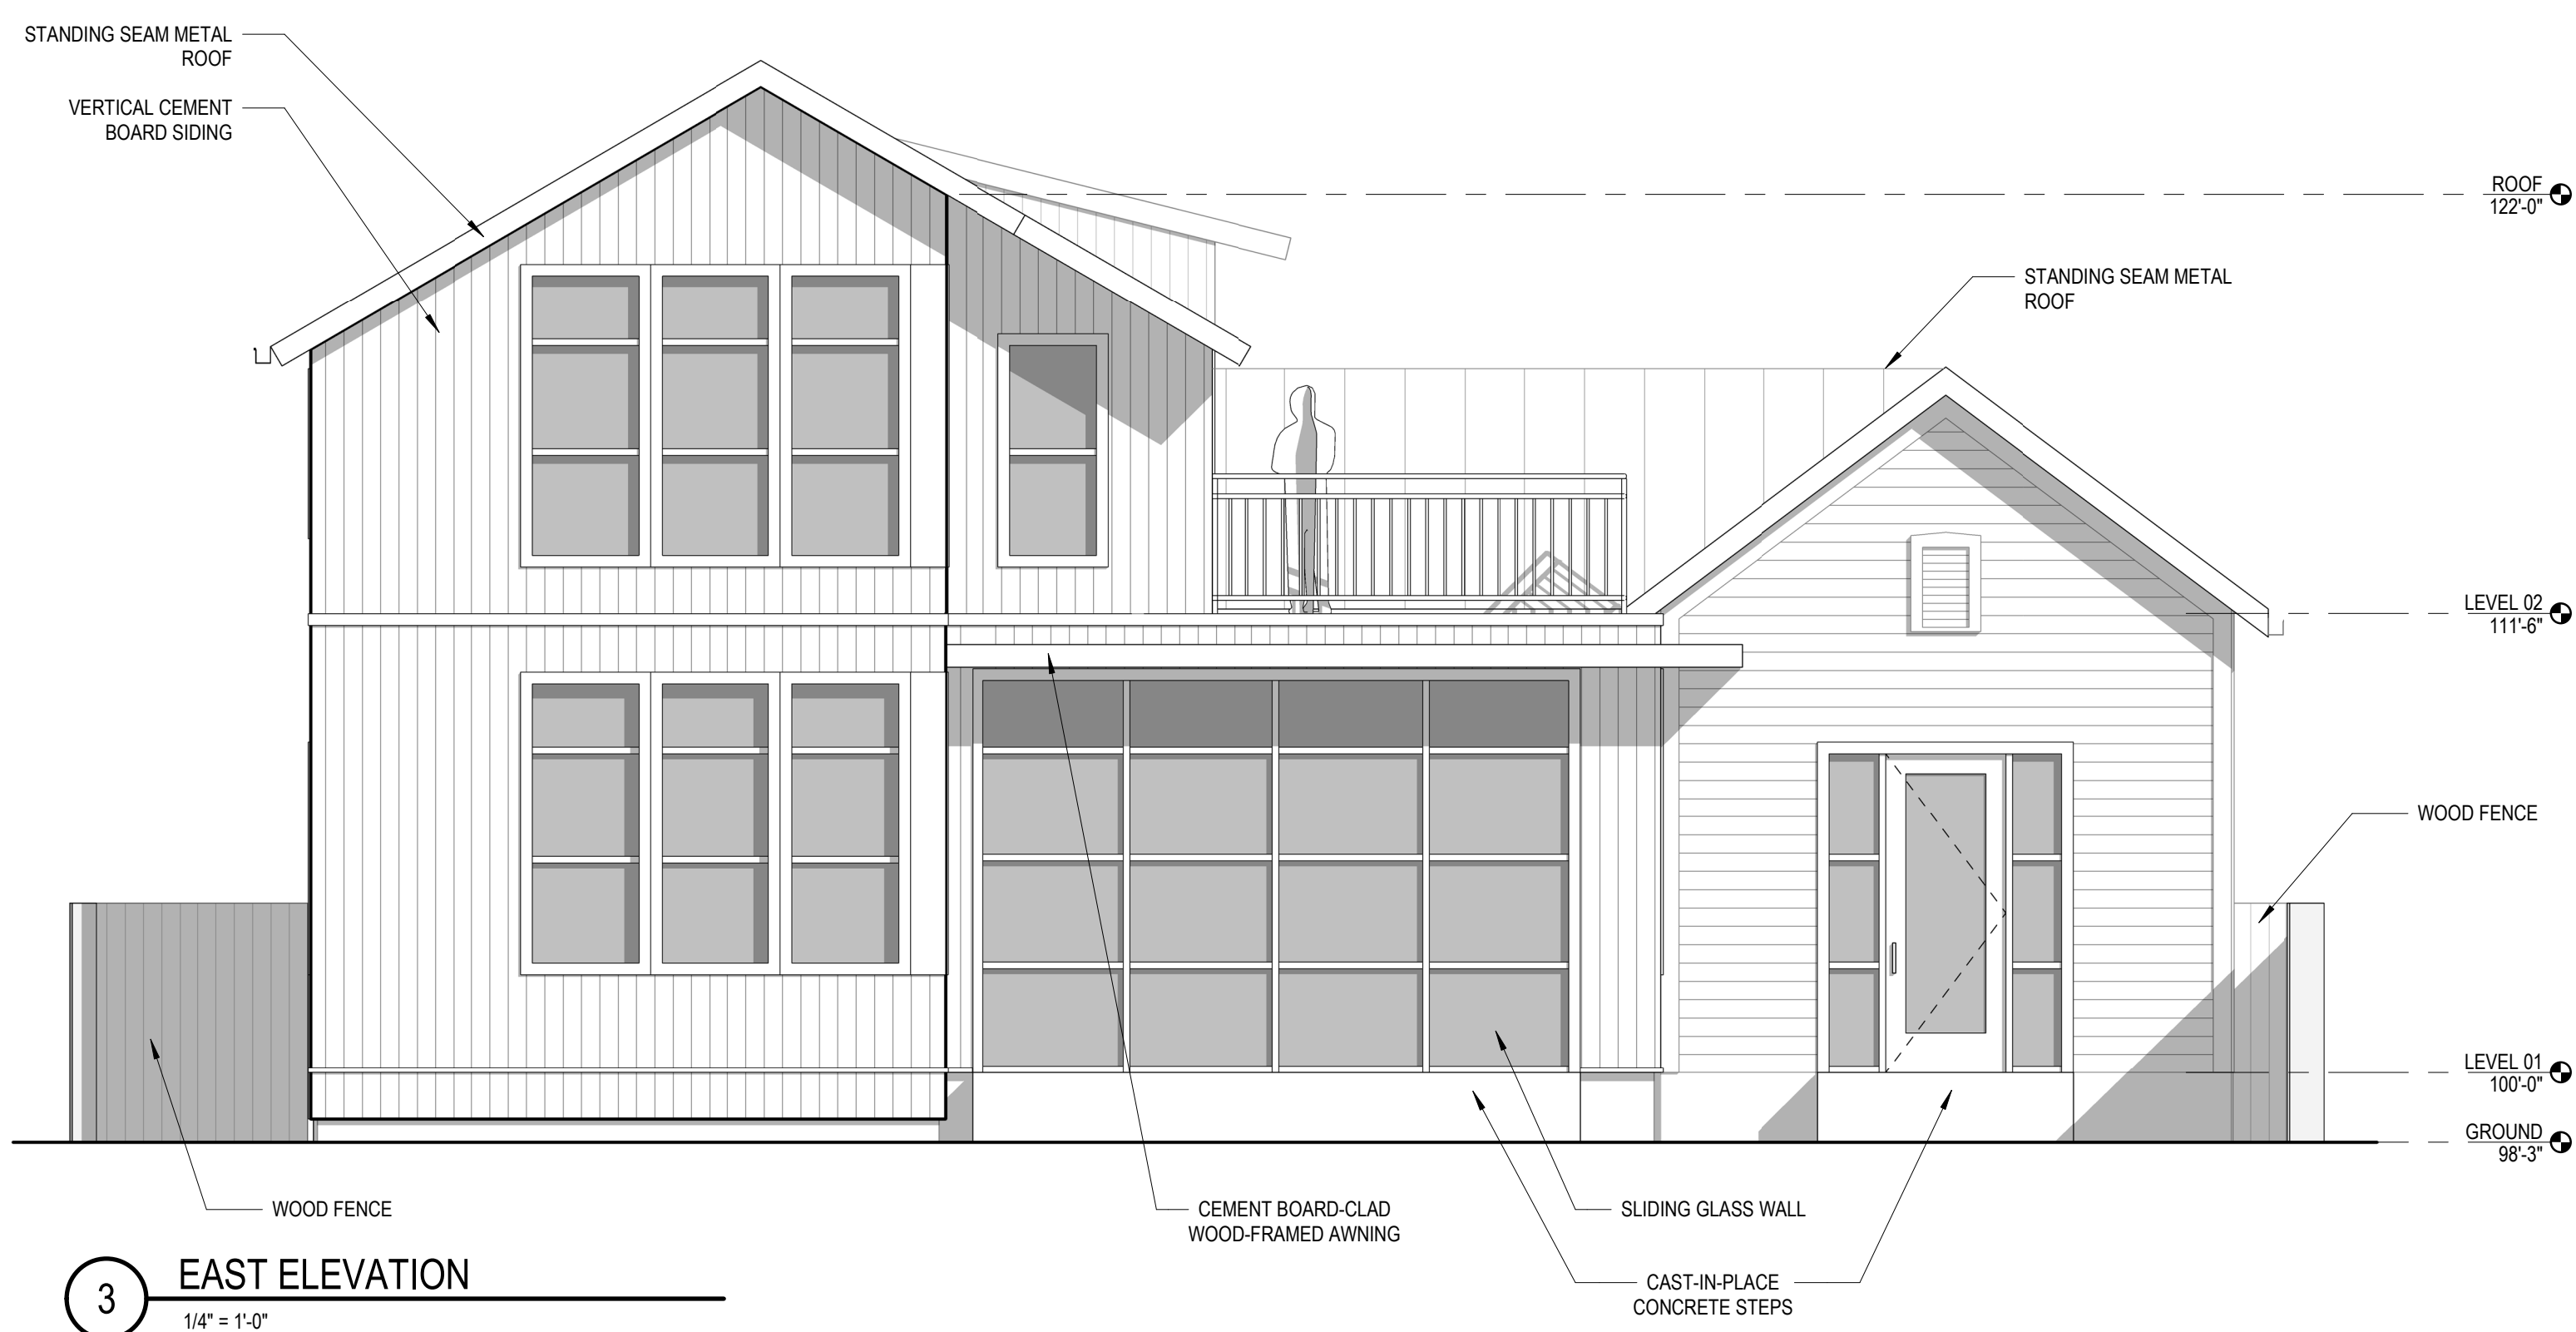 STANDING SEAM METAL
ROOF
VERTICAL CEMENT
BOARD SIDING
ROOF
122'-0"
STANDING SEAM METAL
ROOF
LEVEL 02
111'-6"
WOOD FENCE
LEVEL 01
100'-0"
GROUND
98'-3"
WOOD FENCE
CEMENT BOARD-CLAD
WOOD-FRAMED AWNING
SLIDING GLASS WALL
CAST-IN-PLACE
CONCRETE STEPS
3
EAST ELEVATION
1/4" = 1'-0"